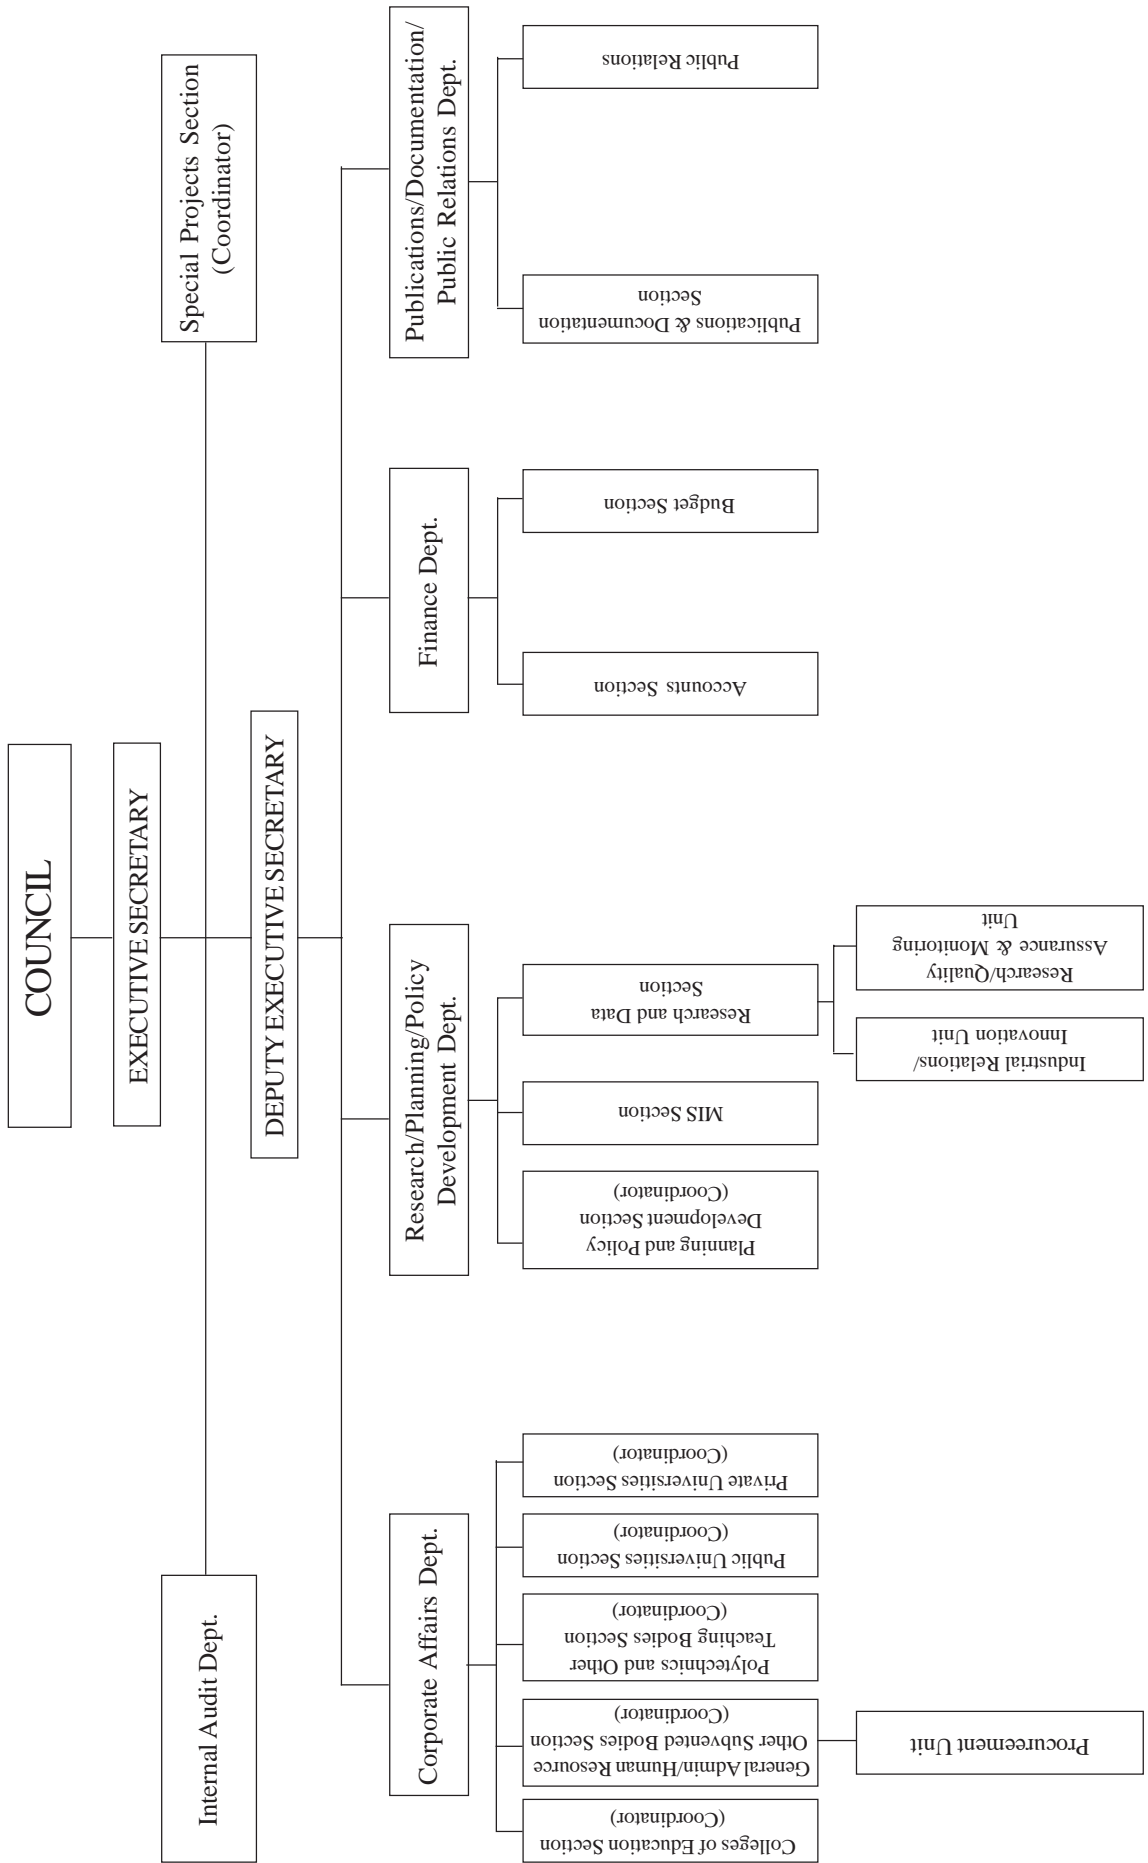 COUNCIL
EXECUTIVE SECRETARY
Internal Audit Dept.
Special Projects Section
(Coordinator)
DEPUTY EXECUTIVE SECRETARY
Corporate Affairs Dept.
Research/Planning/Policy
Development Dept.
Finance Dept.
Publications/Documentation/
Public Relations Dept.
Colleges of Education Section
(Coordinator)
General Admin/Human Resource
Other Subvented Bodies Section
(Coordinator)
Polytechnics and Other
Teaching Bodies Section
(Coordinator)
Public Universities Section
(Coordinator)
Private Universities Section
(Coordinator)
Planning and Policy
Development Section
(Coordinator)
MIS Section
Research and Data
Section
Accounts Section
Budget Section
Publications & Documentation
Section
Public Relations
Procureement Unit
Industrial Relations/
Innovation Unit
Research/Quality
Assurance & Monitoring
Unit